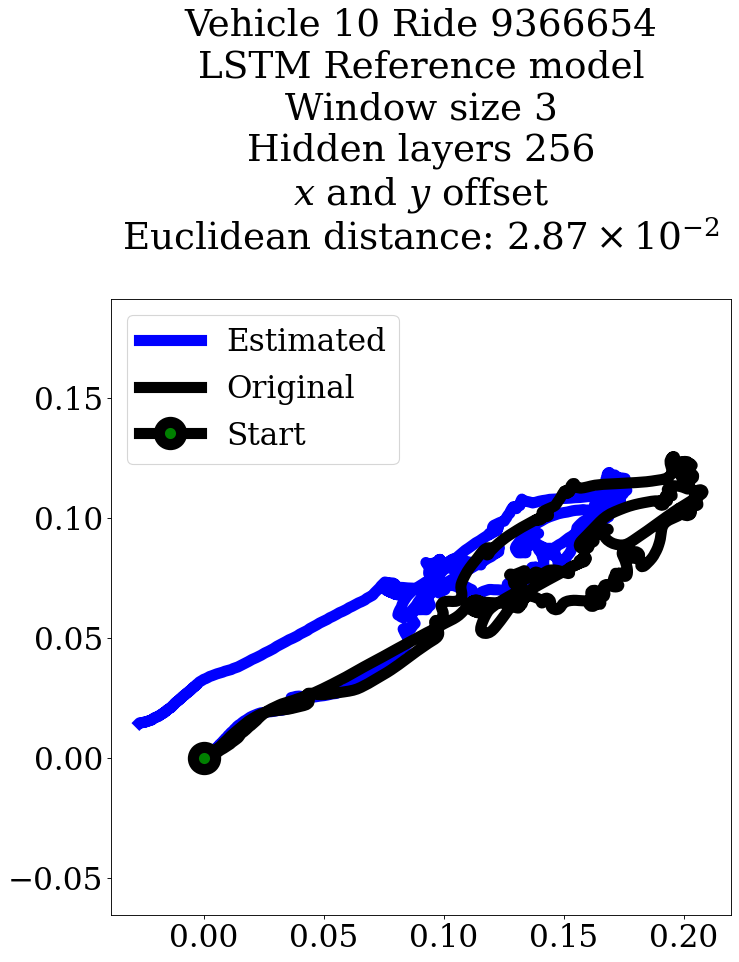 Vehicle 10 Ride 9366654
LSTM Reference model
Window size 3
Hidden layers 256
x and y offset
Euclidean distance: 2.87 × 10⁻²
Estimated
Original
Start
0.15
0.10
0.05
0.00
−0.05
0.00 0.05 0.10 0.15 0.20